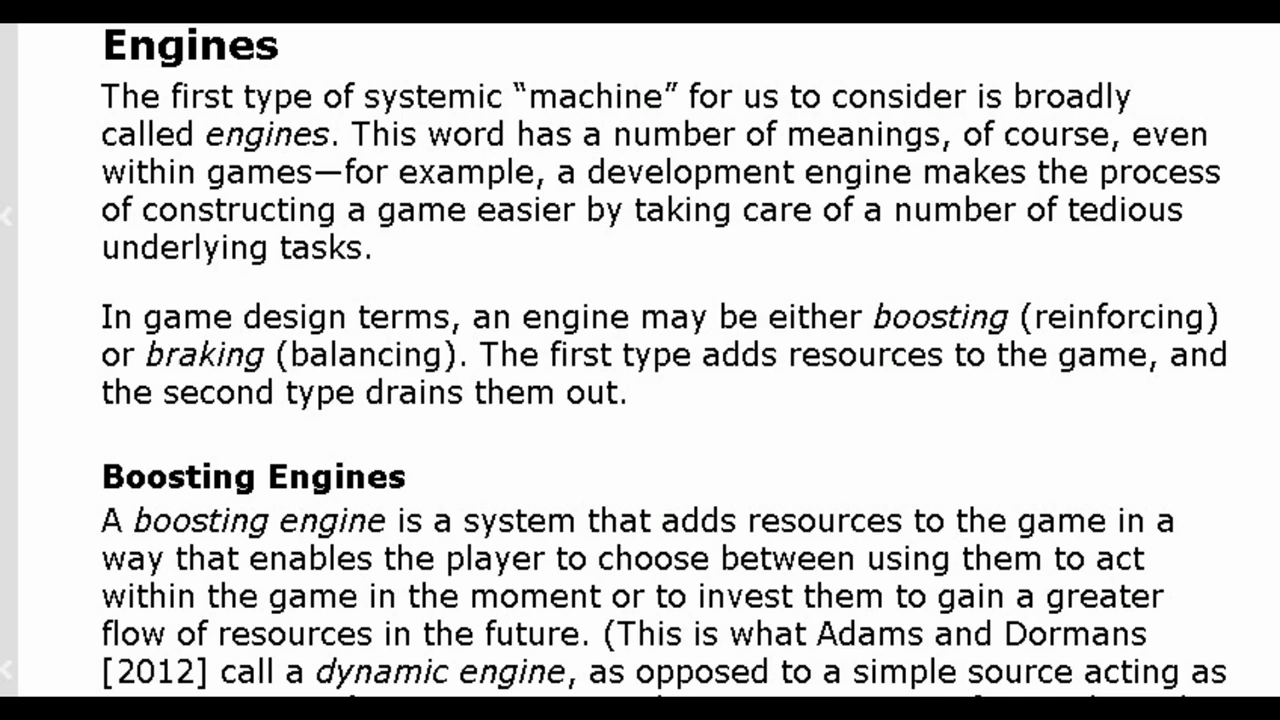 Engines
The first type of systemic “machine” for us to consider is broadly
called engines. This word has a number of meanings, of course, even
within games—for example, a development engine makes the process
of constructing a game easier by taking care of a number of tedious
underlying tasks.
In game design terms, an engine may be either boosting (reinforcing)
or braking (balancing). The first type adds resources to the game, and
the second type drains them out.
Boosting Engines
A boosting engine is a system that adds resources to the game in a
way that enables the player to choose between using them to act
within the game in the moment or to invest them to gain a greater
flow of resources in the future. (This is what Adams and Dormans
[2012] call a dynamic engine, as opposed to a simple source acting as